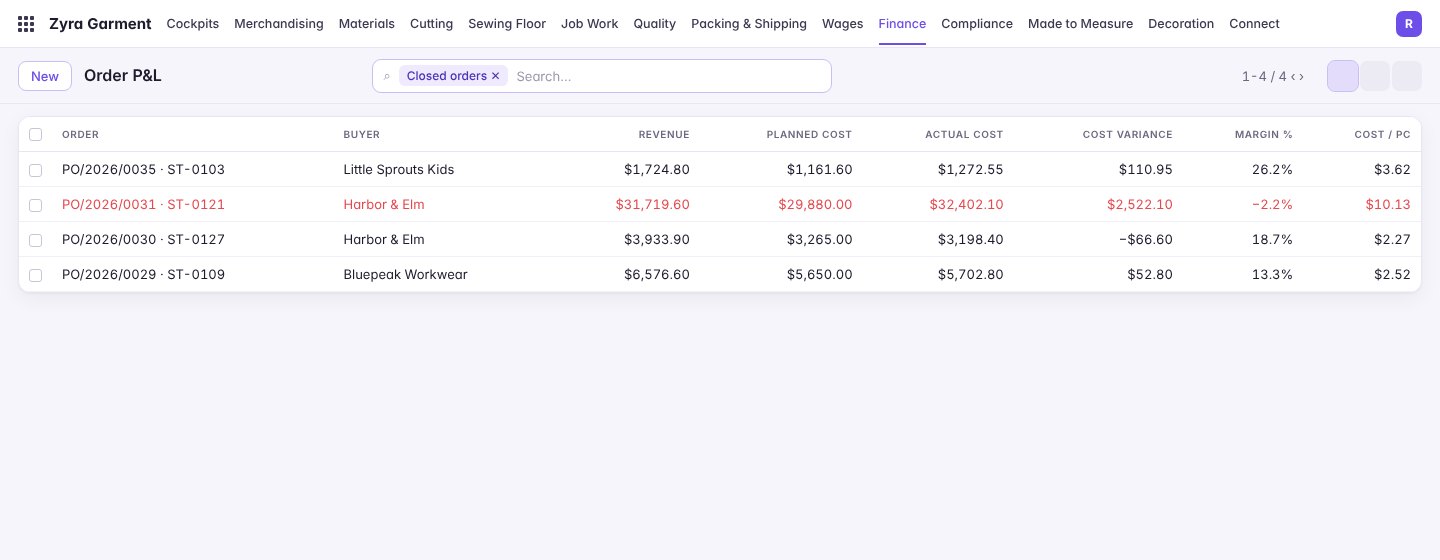 Zyra Garment Cockpits Merchandising Materials Cutting Sewing Floor Job Work Quality Packing & Shipping Wages Finance Compliance Made to Measure Decoration Connect R
New Order P&L Closed orders ✕ Search... 1-4 / 4 ‹ ›
ORDER BUYER REVENUE PLANNED COST ACTUAL COST COST VARIANCE MARGIN % COST / PC
PO/2026/0035 · ST-0103 Little Sprouts Kids $1,724.80 $1,161.60 $1,272.55 $110.95 26.2% $3.62
PO/2026/0031 · ST-0121 Harbor & Elm $31,719.60 $29,880.00 $32,402.10 $2,522.10 −2.2% $10.13
PO/2026/0030 · ST-0127 Harbor & Elm $3,933.90 $3,265.00 $3,198.40 −$66.60 18.7% $2.27
PO/2026/0029 · ST-0109 Bluepeak Workwear $6,576.60 $5,650.00 $5,702.80 $52.80 13.3% $2.52